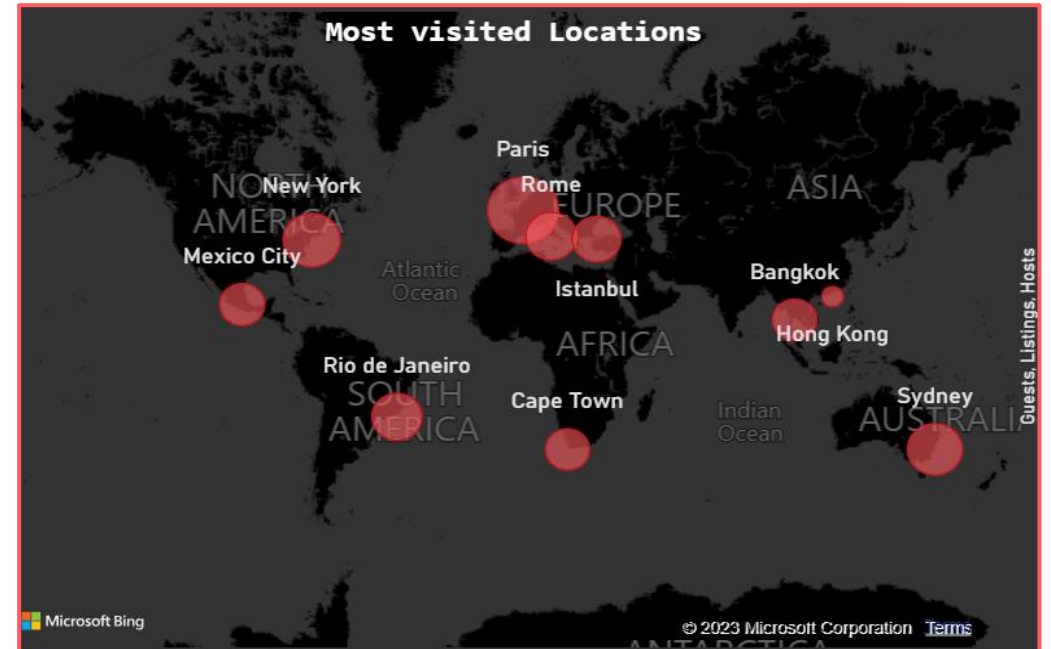 Most visited Locations
Paris
NORTH
New York
Rome
ASIA
AMERICA
EUROPE
Mexico City
Atlantic
Ocean
Bangkok
Istanbul
Hong Kong
AFRICA
Rio de Janeiro
SOUTH
AMERICA
Cape Town
Indian
Ocean
Sydney
AUSTRALIA
Guests, Listings, Hosts
Microsoft Bing
© 2023 Microsoft Corporation Terms
ANTARCTICA